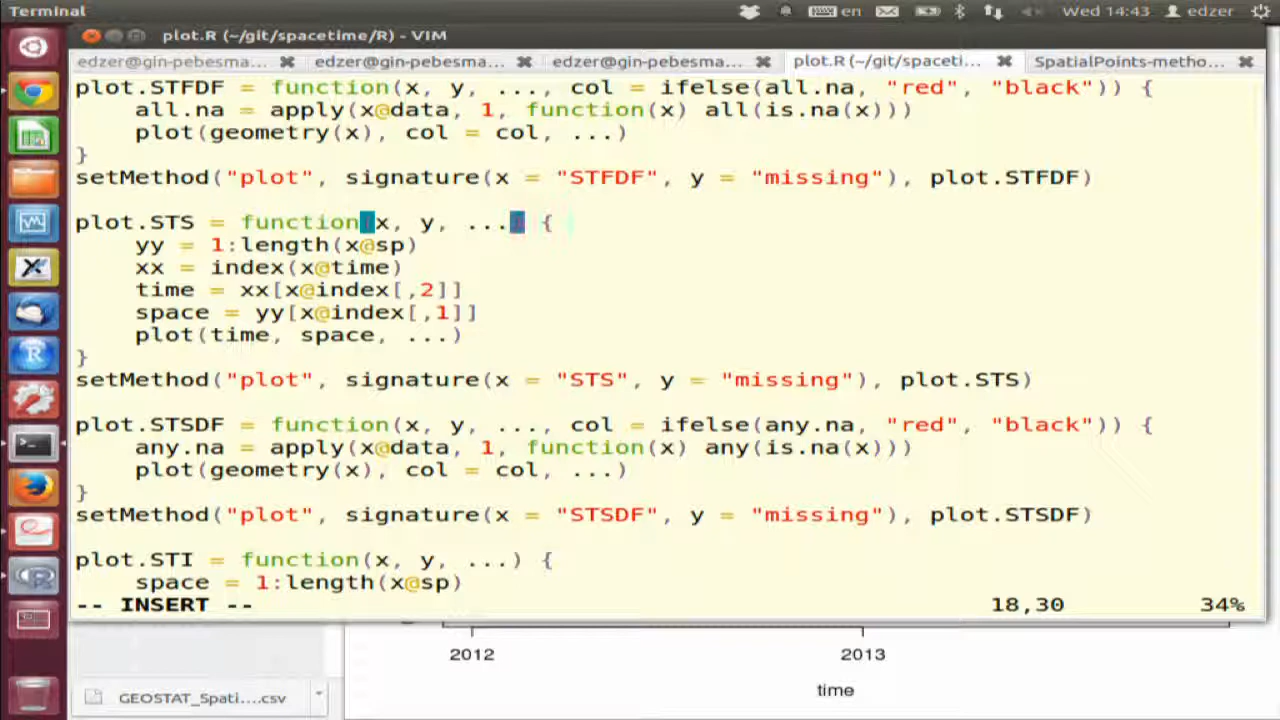 Terminal
en
Wed 14:43
edzer
plot.R (~/git/spacetime/R) - VIM
edzer@gin-pebesma...
edzer@gin-pebesma...
edzer@gin-pebesma...
plot.R (~/git/spaceti...
SpatialPoints-metho...
plot.STFDF = function(x, y, ..., col = ifelse(all.na, "red", "black")) {
all.na = apply(x@data, 1, function(x) all(is.na(x)))
plot(geometry(x), col = col, ...)
}
setMethod("plot", signature(x = "STFDF", y = "missing"), plot.STFDF)
plot.STS = function(x, y, ...) {
yy = 1:length(x@sp)
xx = index(x@time)
time = xx[x@index[,2]]
space = yy[x@index[,1]]
plot(time, space, ...)
}
setMethod("plot", signature(x = "STS", y = "missing"), plot.STS)
plot.STSDF = function(x, y, ..., col = ifelse(any.na, "red", "black")) {
any.na = apply(x@data, 1, function(x) any(is.na(x)))
plot(geometry(x), col = col, ...)
}
setMethod("plot", signature(x = "STSDF", y = "missing"), plot.STSDF)
plot.STI = function(x, y, ...) {
space = 1:length(x@sp)
-- INSERT --
18,30
34%
2012
2013
time
GEOSTAT_Spati....csv